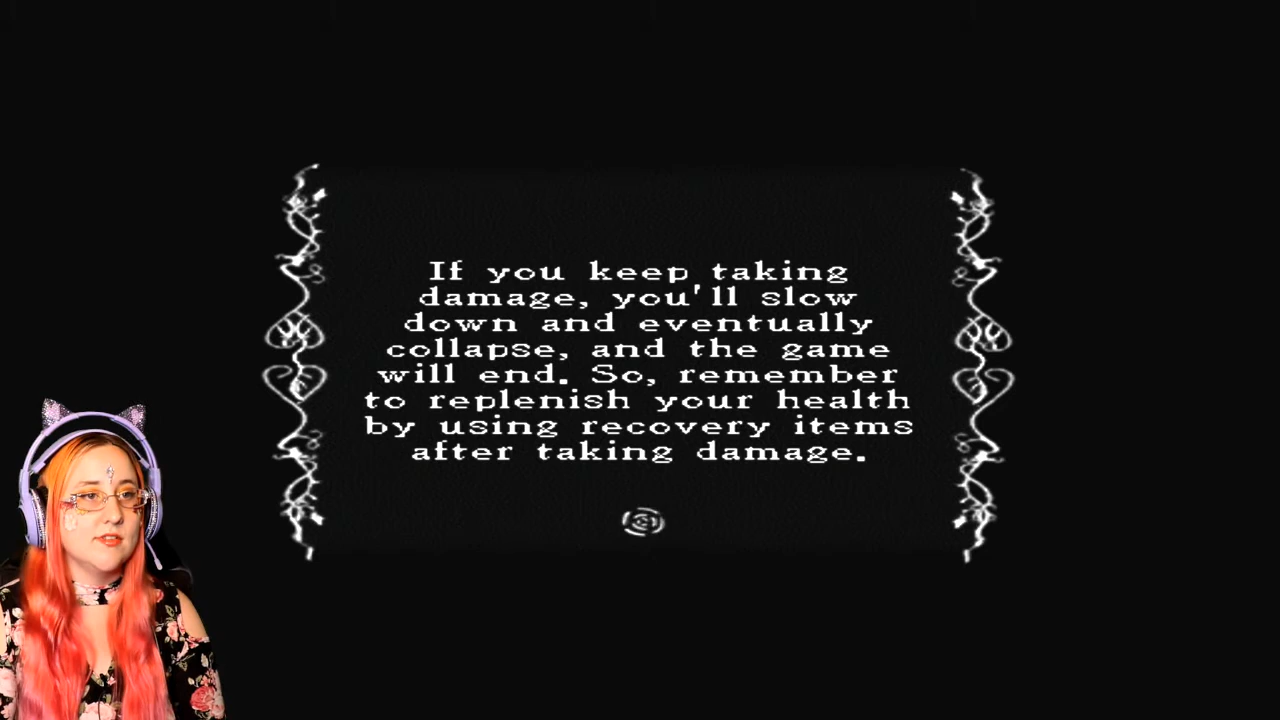 If you keep taking
damage, you'll slow
down and eventually
collapse, and the game
will end. So, remember
to replenish your health
by using recovery items
after taking damage.